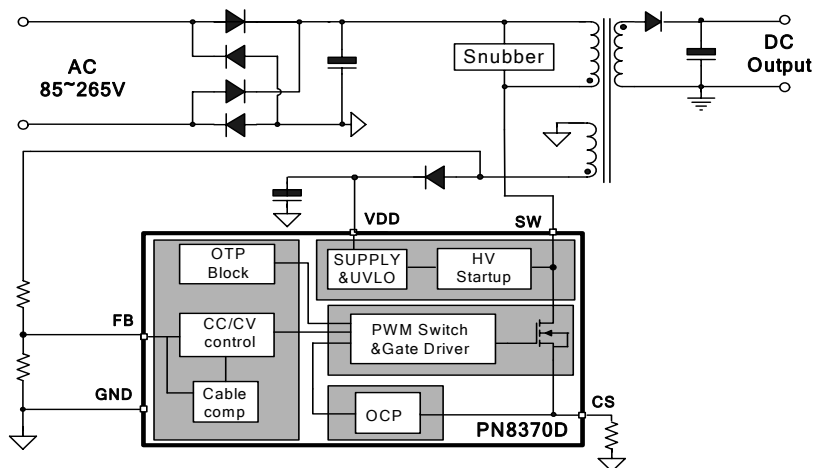 AC
85~265V
Snubber
DC
Output
VDD
SW
OTP
Block
SUPPLY
&UVLO
HV
Startup
FB
CC/CV
control
PWM Switch
&Gate Driver
GND
Cable
comp
OCP
CS
PN8370D